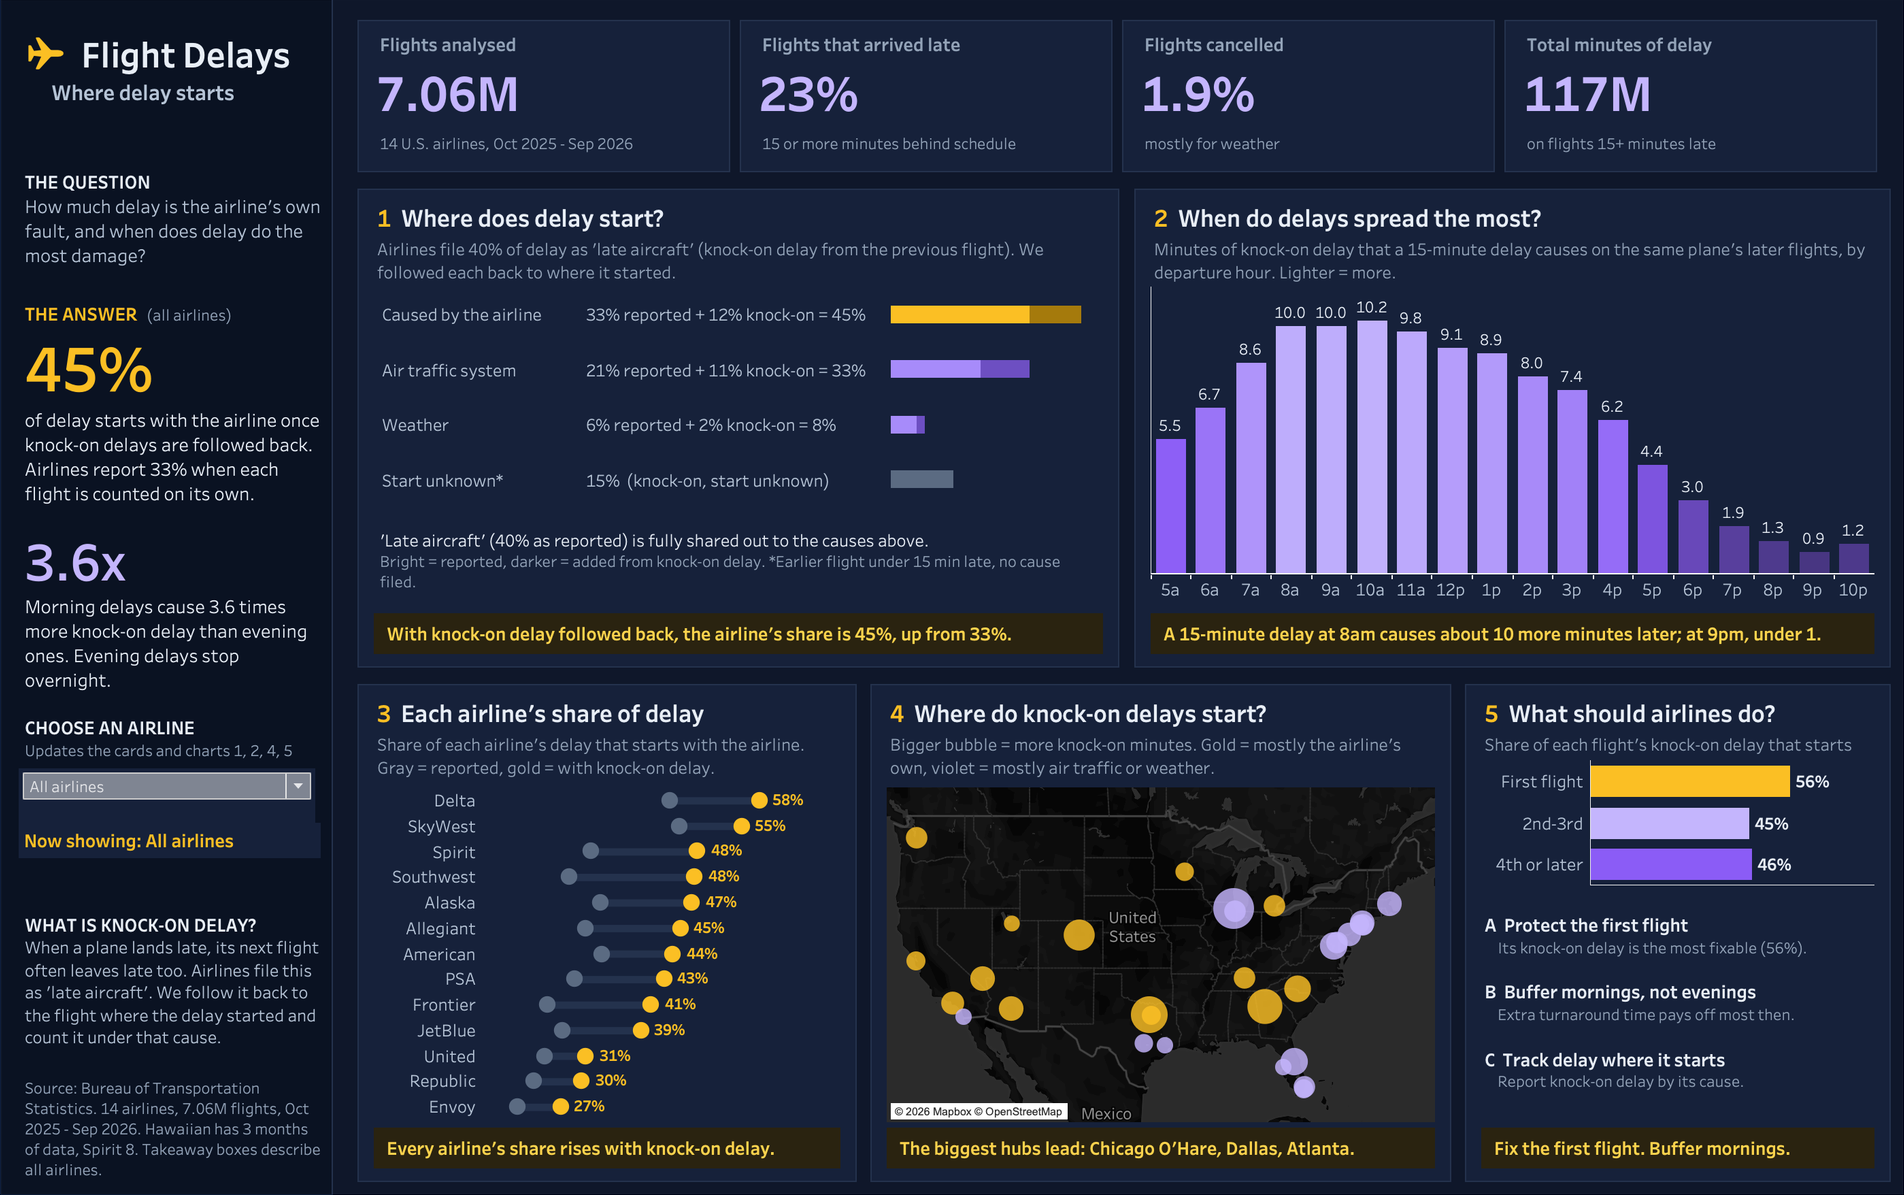 Flight Delays
Where delay starts
THE QUESTION
How much delay is the airline's own
fault, and when does delay do the
most damage?
THE ANSWER (all airlines)
45%
of delay starts with the airline once
knock-on delays are followed back.
Airlines report 33% when each
flight is counted on its own.
3.6x
Morning delays cause 3.6 times
more knock-on delay than evening
ones. Evening delays stop
overnight.
CHOOSE AN AIRLINE
Updates the cards and charts 1, 2, 4, 5
All airlines
Now showing: All airlines
WHAT IS KNOCK-ON DELAY?
When a plane lands late, its next flight
often leaves late too. Airlines file this
as 'late aircraft'. We follow it back to
the flight where the delay started and
count it under that cause.
Source: Bureau of Transportation
Statistics. 14 airlines, 7.06M flights, Oct
2025 - Sep 2026. Hawaiian has 3 months
of data, Spirit 8. Takeaway boxes describe
all airlines.
Flights analysed
7.06M
14 U.S. airlines, Oct 2025 - Sep 2026
Flights that arrived late
23%
15 or more minutes behind schedule
Flights cancelled
1.9%
mostly for weather
Total minutes of delay
117M
on flights 15+ minutes late
1 Where does delay start?
Airlines file 40% of delay as 'late aircraft' (knock-on delay from the previous flight). We
followed each back to where it started.
Caused by the airline 33% reported + 12% knock-on = 45%
Air traffic system 21% reported + 11% knock-on = 33%
Weather 6% reported + 2% knock-on = 8%
Start unknown* 15% (knock-on, start unknown)
'Late aircraft' (40% as reported) is fully shared out to the causes above.
Bright = reported, darker = added from knock-on delay. *Earlier flight under 15 min late, no cause
filed.
With knock-on delay followed back, the airline's share is 45%, up from 33%.
2 When do delays spread the most?
Minutes of knock-on delay that a 15-minute delay causes on the same plane's later flights, by
departure hour. Lighter = more.
5.5 6.7 8.6 10.0 10.0 10.2 9.8 9.1 8.9 8.0 7.4 6.2 4.4 3.0 1.9 1.3 0.9 1.2
5a 6a 7a 8a 9a 10a 11a 12p 1p 2p 3p 4p 5p 6p 7p 8p 9p 10p
A 15-minute delay at 8am causes about 10 more minutes later; at 9pm, under 1.
3 Each airline's share of delay
Share of each airline's delay that starts with the airline.
Gray = reported, gold = with knock-on delay.
Delta 58%
SkyWest 55%
Spirit 48%
Southwest 48%
Alaska 47%
Allegiant 45%
American 44%
PSA 43%
Frontier 41%
JetBlue 39%
United 31%
Republic 30%
Envoy 27%
Every airline's share rises with knock-on delay.
4 Where do knock-on delays start?
Bigger bubble = more knock-on minutes. Gold = mostly the airline's
own, violet = mostly air traffic or weather.
United
States
Mexico
© 2026 Mapbox © OpenStreetMap
The biggest hubs lead: Chicago O'Hare, Dallas, Atlanta.
5 What should airlines do?
Share of each flight's knock-on delay that starts
First flight 56%
2nd-3rd 45%
4th or later 46%
A Protect the first flight
Its knock-on delay is the most fixable (56%).
B Buffer mornings, not evenings
Extra turnaround time pays off most then.
C Track delay where it starts
Report knock-on delay by its cause.
Fix the first flight. Buffer mornings.